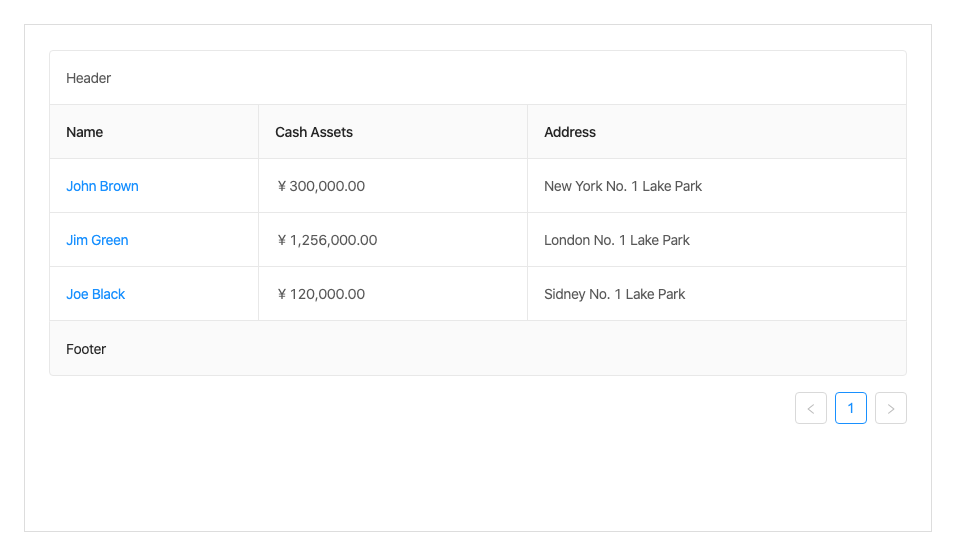 Header
Name Cash Assets Address
John Brown ¥ 300,000.00 New York No. 1 Lake Park
Jim Green ¥ 1,256,000.00 London No. 1 Lake Park
Joe Black ¥ 120,000.00 Sidney No. 1 Lake Park
Footer
< 1 >